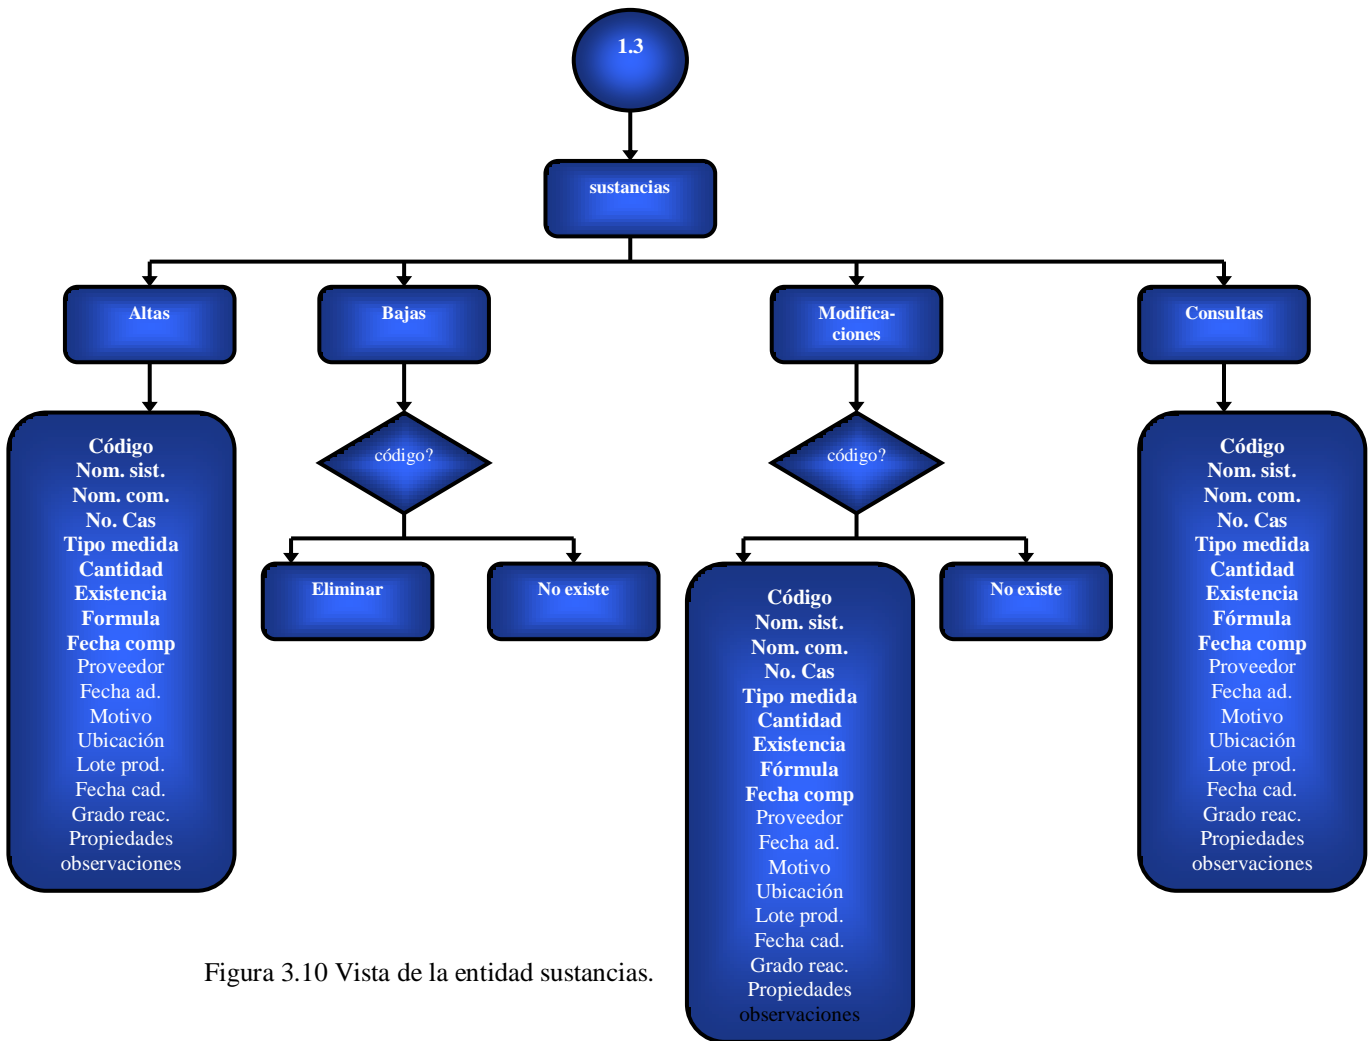 1.3
sustancias
Altas
Bajas
Modifica-
ciones
Consultas
Código
Nom. sist.
Nom. com.
No. Cas
Tipo medida
Cantidad
Existencia
Formula
Fecha comp
Proveedor
Fecha ad.
Motivo
Ubicación
Lote prod.
Fecha cad.
Grado reac.
Propiedades
observaciones
código?
Eliminar
No existe
código?
Código
Nom. sist.
Nom. com.
No. Cas
Tipo medida
Cantidad
Existencia
Fórmula
Fecha comp
Proveedor
Fecha ad.
Motivo
Ubicación
Lote prod.
Fecha cad.
Grado reac.
Propiedades
observaciones
No existe
Código
Nom. sist.
Nom. com.
No. Cas
Tipo medida
Cantidad
Existencia
Fórmula
Fecha comp
Proveedor
Fecha ad.
Motivo
Ubicación
Lote prod.
Fecha cad.
Grado reac.
Propiedades
observaciones
Figura 3.10 Vista de la entidad sustancias.